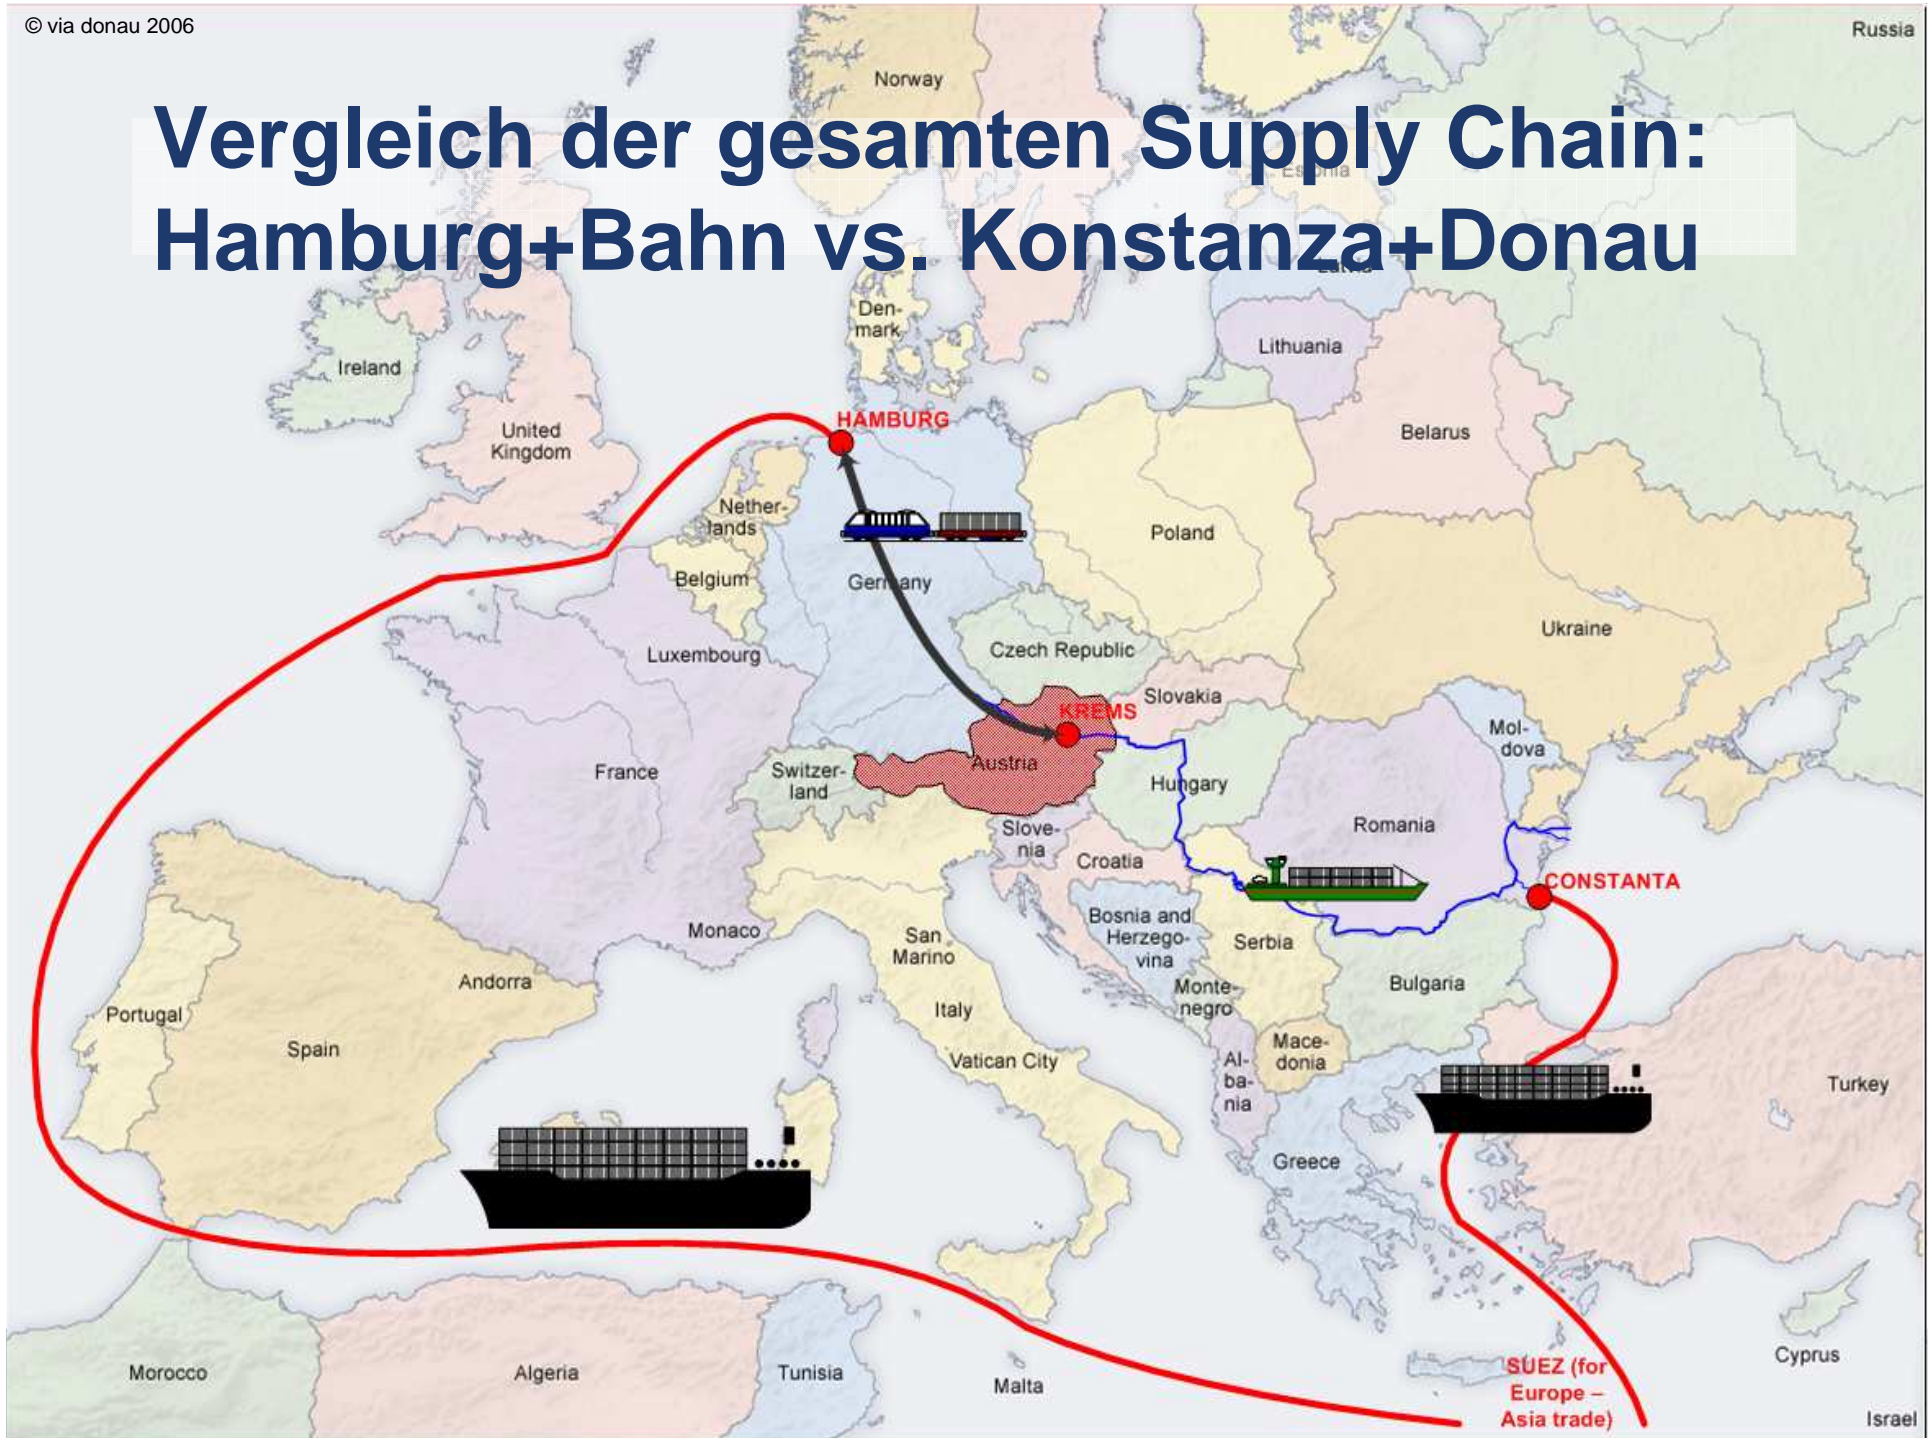 © via donau 2006
Russia
Norway
Vergleich der gesamten Supply Chain:
Estonia
Hamburg+Bahn vs. Konstanza+Donau
Latvia
Den-
mark
Lithuania
Ireland
HAMBURG
United
Kingdom
Belarus
Nether-
lands
Poland
Belgium
Germany
Ukraine
Czech Republic
Luxembourg
Slovakia
KREMS
Mol-
dova
Austria
France
Switzer-
land
Hungary
Slove-
nia
Romania
Croatia
CONSTANTA
Bosnia and
Herzego-
vina
Monaco
San
Marino
Serbia
Andorra
Bulgaria
Monte-
negro
Portugal
Italy
Spain
Vatican City
Mace-
donia
Al-
ba-
nia
Turkey
Greece
Cyprus
Morocco
Algeria
Tunisia
Malta
SUEZ (for
Europe –
Asia trade)
Israel